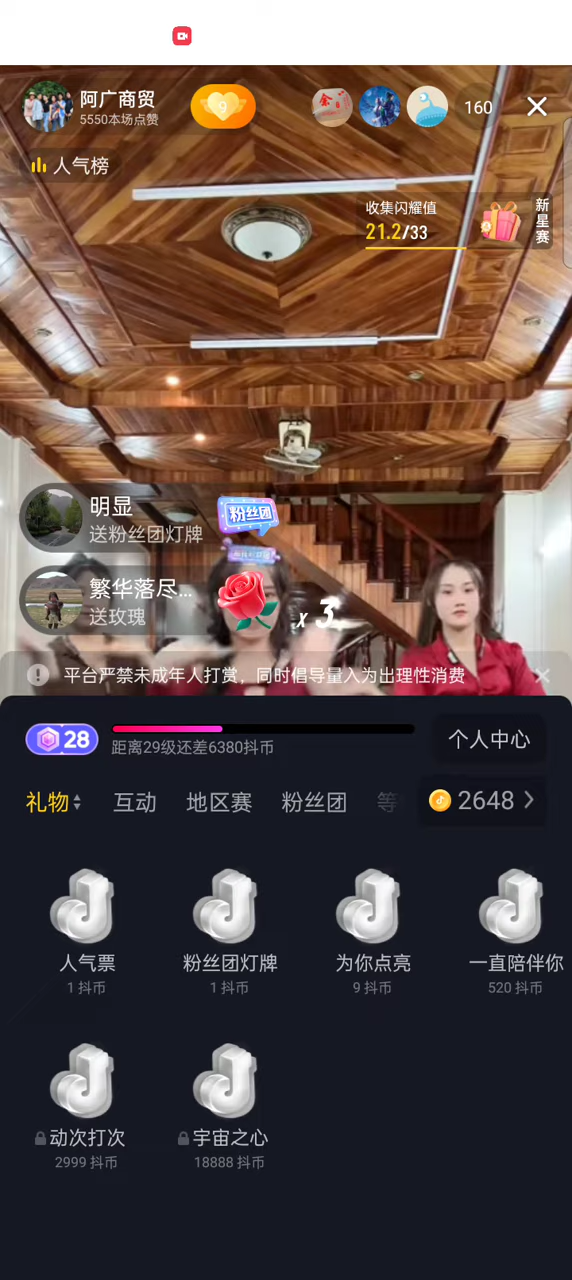 阿广商贸
5550本场点赞
9
160
人气榜
收集闪耀值
21.2/33
新星赛
明显
送粉丝团灯牌
粉丝团
繁华落尽...
送玫瑰
x 3
平台严禁未成年人打赏，同时倡导量入为出理性消费
28
距离29级还差6380抖币
个人中心
礼物
互动
地区赛
粉丝团
等
2648
人气票
粉丝团灯牌
为你点亮
一直陪伴你
1 抖币
1 抖币
9 抖币
520 抖币
动次打次
宇宙之心
2999 抖币
18888 抖币